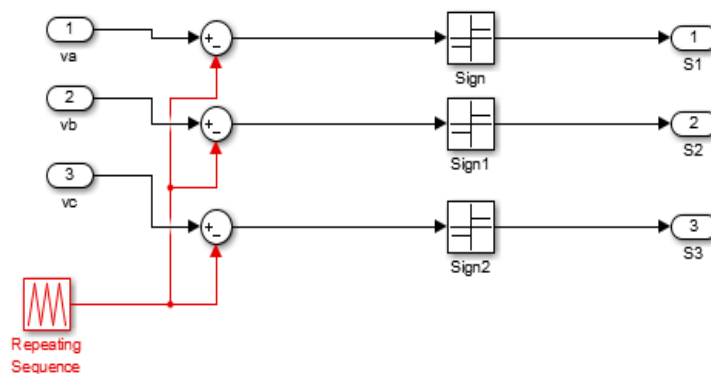 1
va
Sign
1
S1
2
vb
Sign1
2
S2
3
vc
Sign2
3
S3
Repeating
Sequence